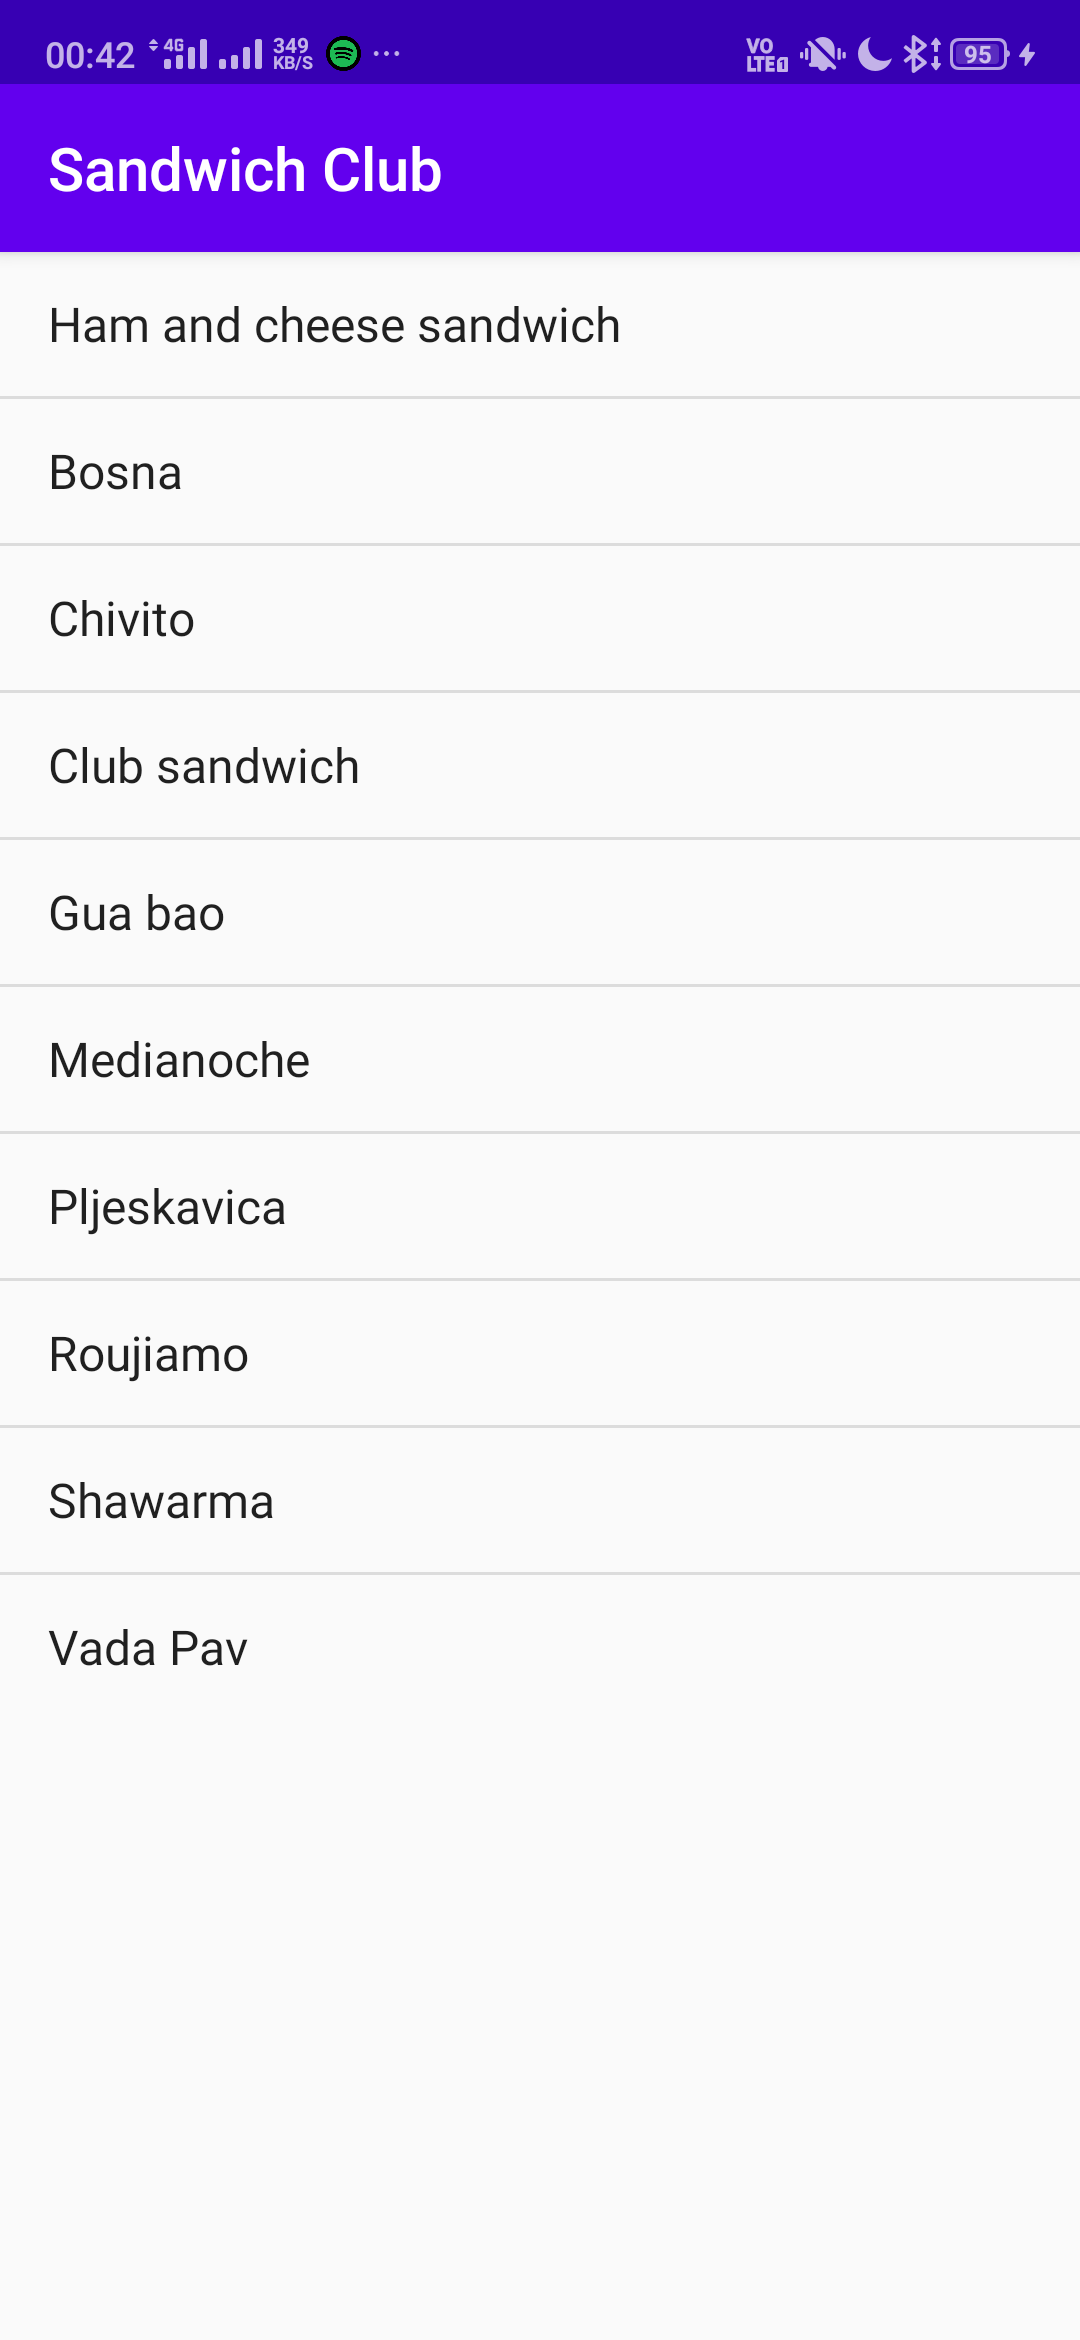 00:42 4G 349 KB/S VO LTE1 95
Sandwich Club
Ham and cheese sandwich
Bosna
Chivito
Club sandwich
Gua bao
Medianoche
Pljeskavica
Roujiamo
Shawarma
Vada Pav